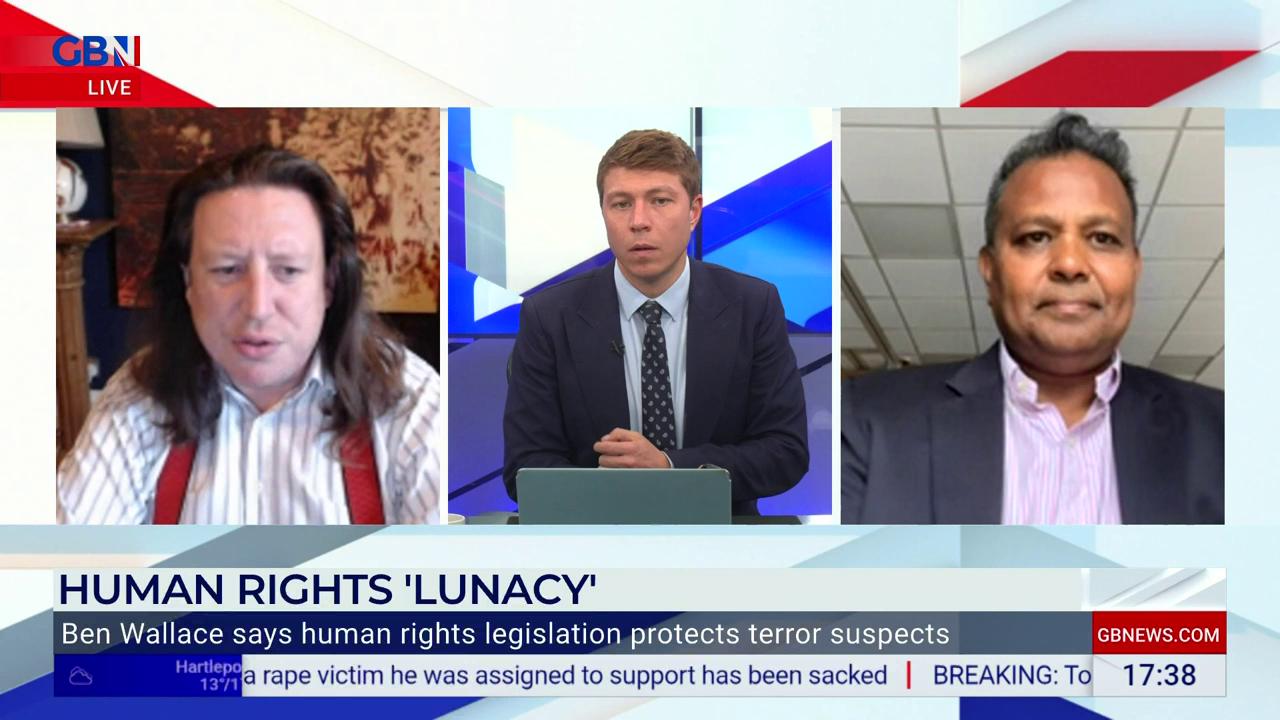 GBN
LIVE
HUMAN RIGHTS 'LUNACY'
Ben Wallace says human rights legislation protects terror suspects
GBNEWS.COM
Hartlepo
13°/1
a rape victim he was assigned to support has been sacked | BREAKING: To
17:38